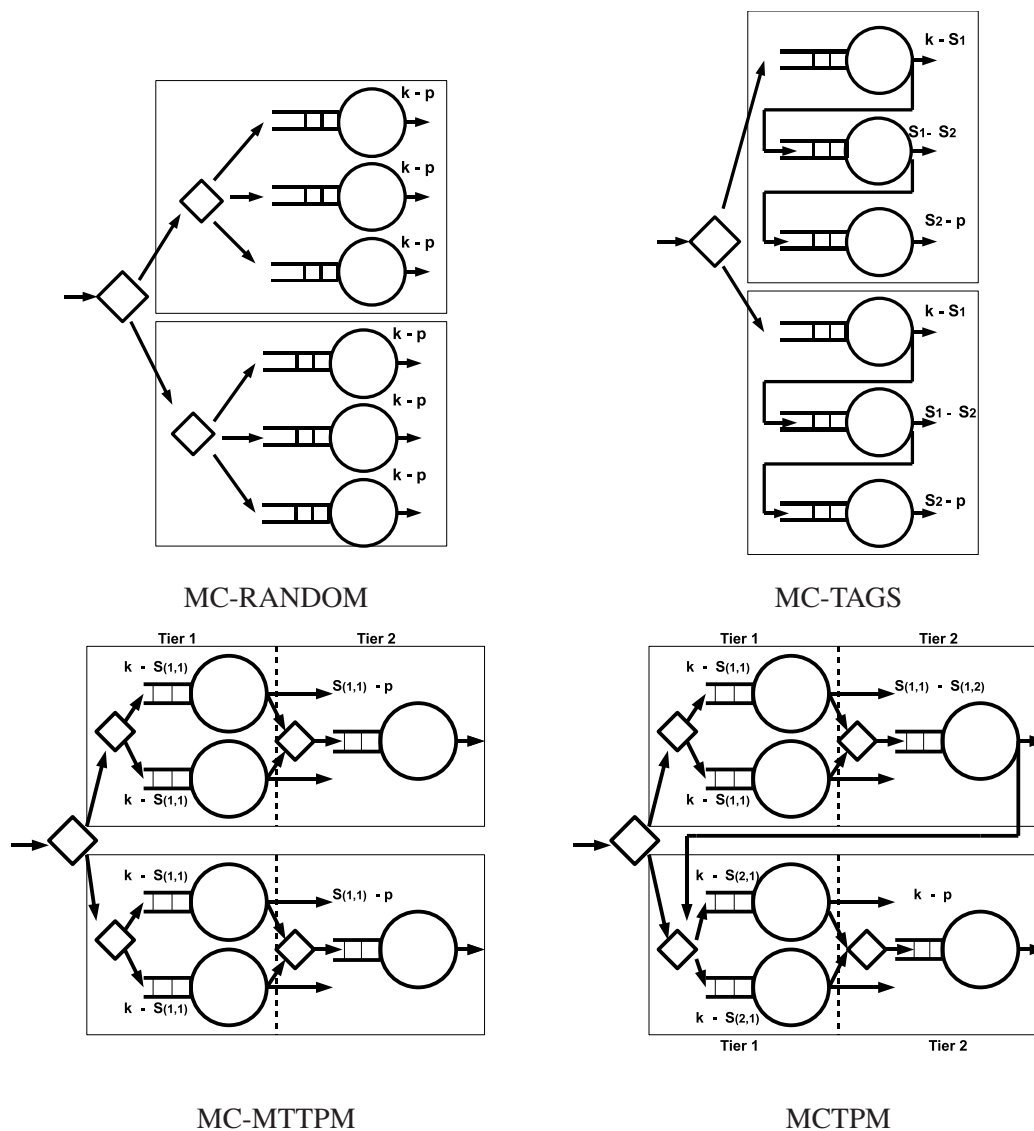 k - p
k - p
k - p
k - p
k - p
k - p
MC-RANDOM
k - S1
S1- S2
S2 - p
k - S1
S1 - S2
S2 - p
MC-TAGS
Tier 1 Tier 2
k - S(1,1)
S(1,1) - p
k - S(1,1)
k - S(1,1)
S(1,1) - p
k - S(1,1)
MC-MTTPM
Tier 1 Tier 2
k - S(1,1)
S(1,1) - S(1,2)
k - S(1,1)
k - S(2,1)
k - p
k - S(2,1)
Tier 1 Tier 2
MCTPM